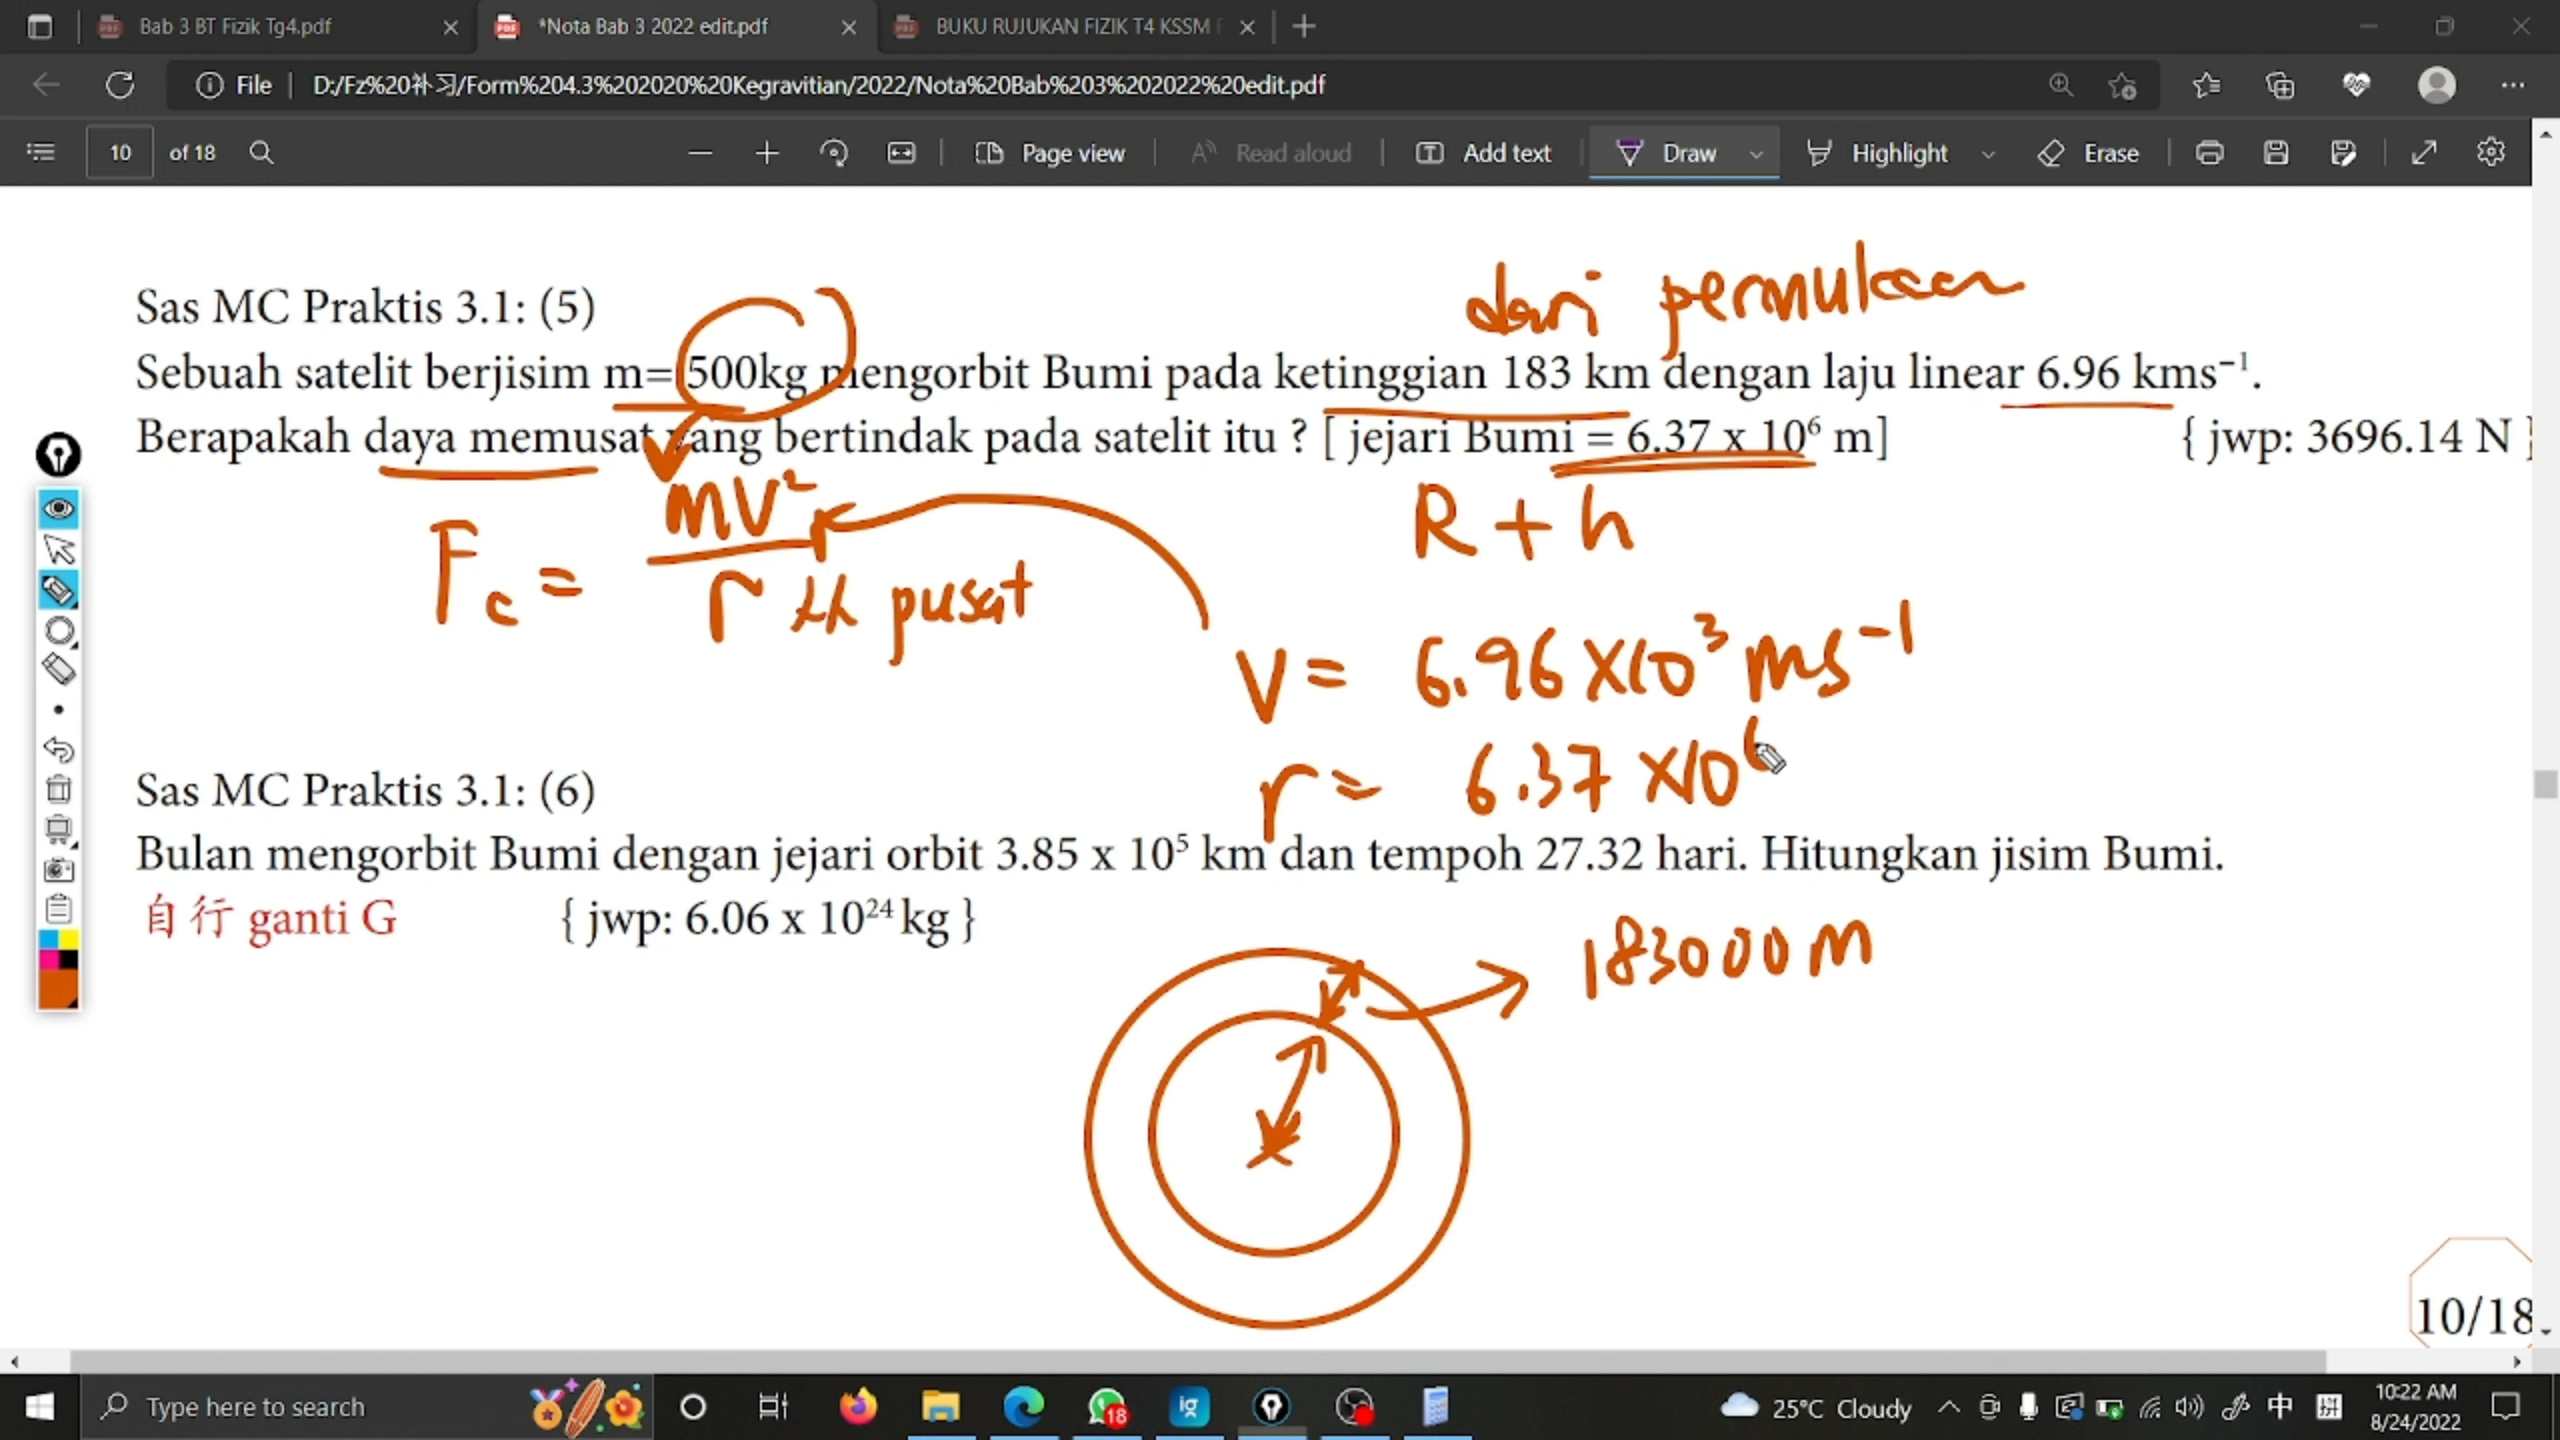 Bab 3 BT Fizik Tg4.pdf
*Nota Bab 3 2022 edit.pdf
BUKU RUJUKAN FIZIK T4 KSSM F
File
D:/Fz%20补习/Form%204.3%202020%20Kegravitian/2022/Nota%20Bab%203%202022%20edit.pdf
10 of 18
Page view
Read aloud
Add text
Draw
Highlight
Erase
dari permukaan
Sas MC Praktis 3.1: (5)
Sebuah satelit berjisim m= 500kg mengorbit Bumi pada ketinggian 183 km dengan laju linear 6.96 kms⁻¹.
Berapakah daya memusat yang bertindak pada satelit itu ? [ jejari Bumi = 6.37 x 10⁶ m] { jwp: 3696.14 N }
R + h
Fc = mv²
r kk pusat
v = 6.96 ×10³ ms⁻¹
r = 6.37 ×10⁶
Sas MC Praktis 3.1: (6)
Bulan mengorbit Bumi dengan jejari orbit 3.85 x 10⁵ km dan tempoh 27.32 hari. Hitungkan jisim Bumi.
自行 ganti G { jwp: 6.06 x 10²⁴ kg }
183000 m
10/18
Type here to search
18
ig
25°C Cloudy
中
拼
10:22 AM
8/24/2022